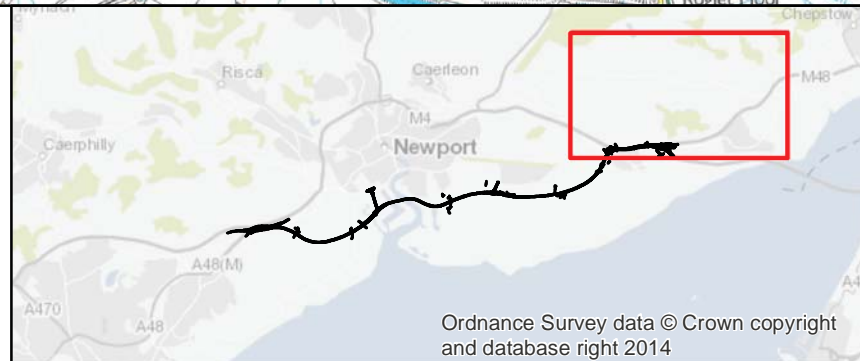 Chepstow
Risca
Caerleon
M48
M4
Caerphilly
Newport
A48(M)
A470
A48
Ordnance Survey data © Crown copyright
and database right 2014